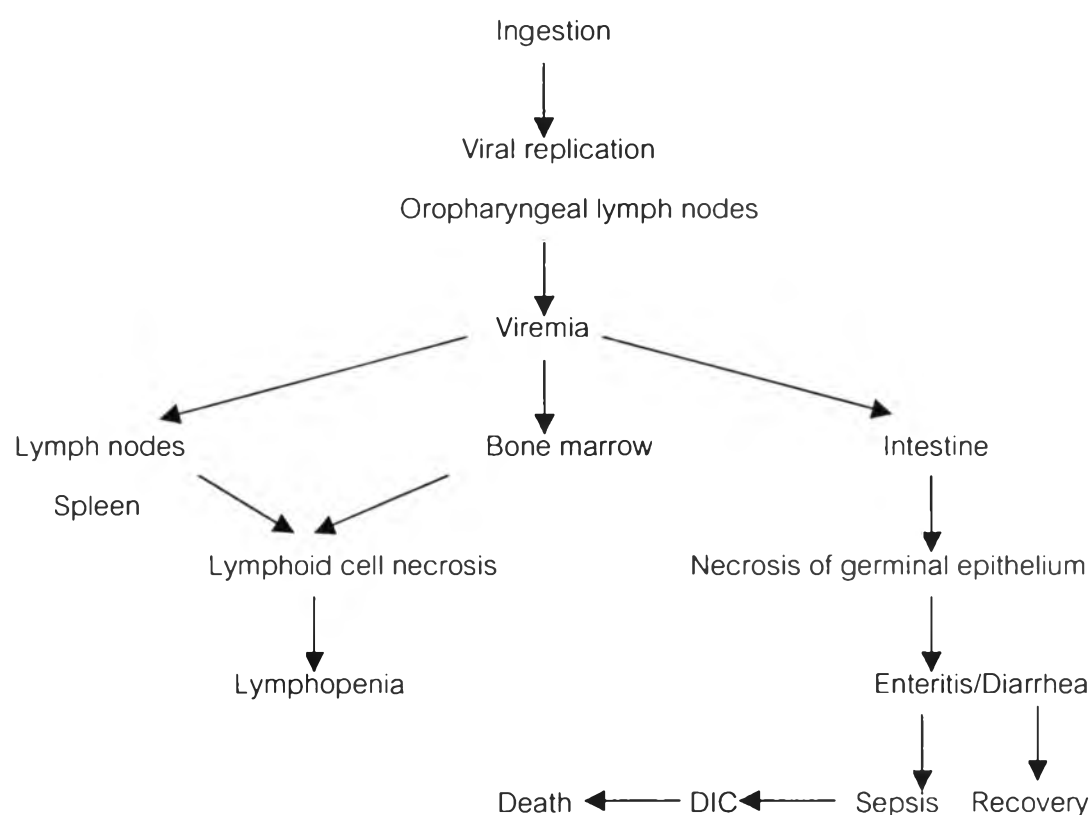 Ingestion
Viral replication
Oropharyngeal lymph nodes
Viremia
Lymph nodes
Bone marrow
Intestine
Spleen
Lymphoid cell necrosis
Necrosis of germinal epithelium
Lymphopenia
Enteritis/Diarrhea
Death
DIC
Sepsis
Recovery